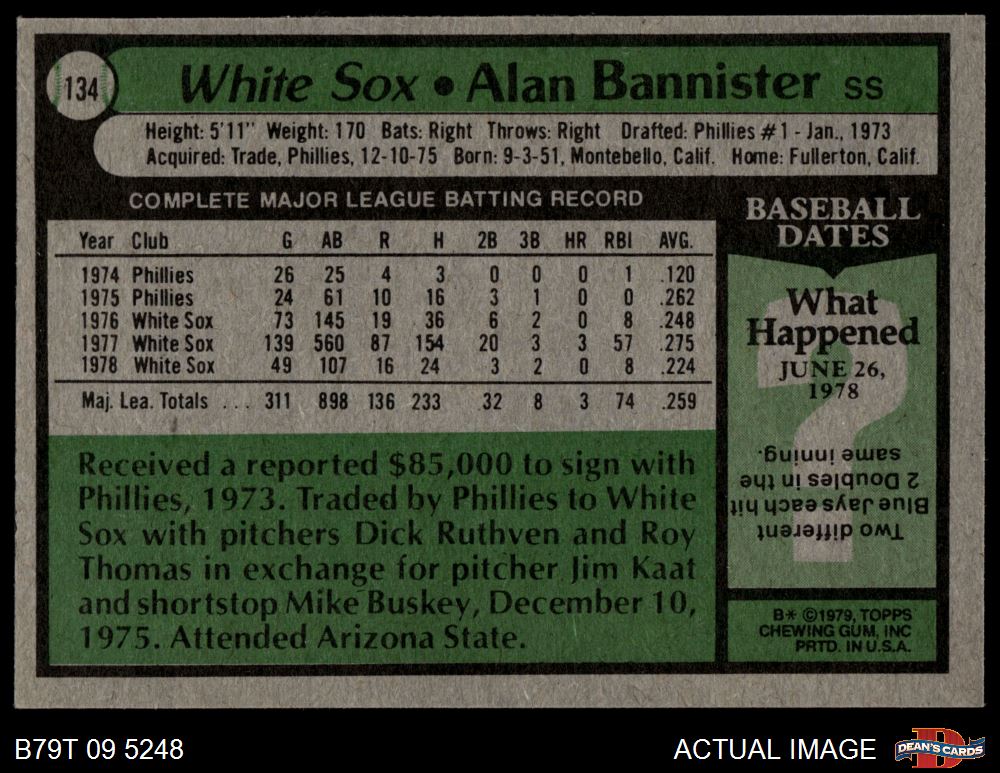 134
White Sox • Alan Bannister SS
Height: 5'11" Weight: 170 Bats: Right Throws: Right Drafted: Phillies #1 - Jan., 1973
Acquired: Trade, Phillies, 12-10-75 Born: 9-3-51, Montebello, Calif. Home: Fullerton, Calif.
COMPLETE MAJOR LEAGUE BATTING RECORD
Year Club G AB R H 2B 3B HR RBI AVG.
1974 Phillies 26 25 4 3 0 0 0 1 .120
1975 Phillies 24 61 10 16 3 1 0 0 .262
1976 White Sox 73 145 19 36 6 2 0 8 .248
1977 White Sox 139 560 87 154 20 3 3 57 .275
1978 White Sox 49 107 16 24 3 2 0 8 .224
Maj. Lea. Totals ... 311 898 136 233 32 8 3 74 .259
Received a reported $85,000 to sign with
Phillies, 1973. Traded by Phillies to White
Sox with pitchers Dick Ruthven and Roy
Thomas in exchange for pitcher Jim Kaat
and shortstop Mike Buskey, December 10,
1975. Attended Arizona State.
BASEBALL
DATES
What
Happened
JUNE 26,
1978
?
Two different
Blue Jays each hit
2 Doubles in the
same inning.
B* ©1979, TOPPS
CHEWING GUM, INC
PRTD. IN U.S.A.
B79T 09 5248
ACTUAL IMAGE
D
DEAN'S CARDS